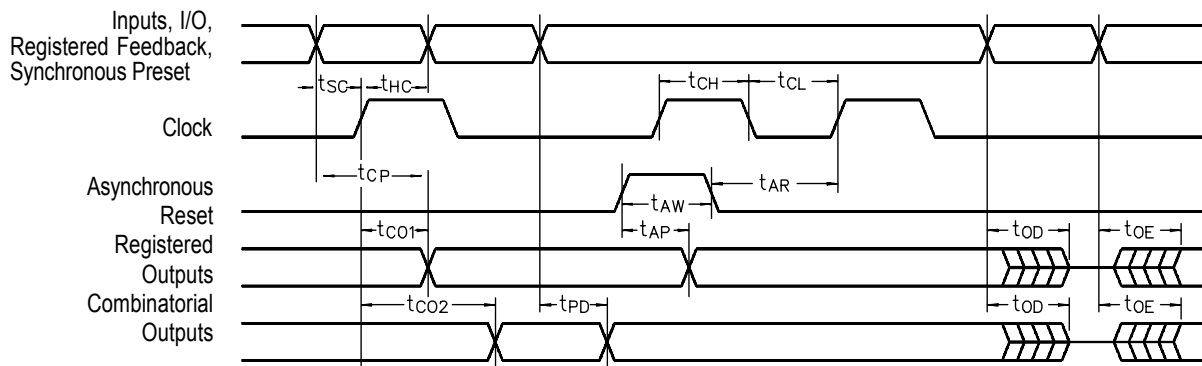 Inputs, I/O,
Registered Feedback,
Synchronous Preset
tSC tHC
tCH tCL
Clock
tCP
Asynchronous
Reset
tAR
tAW
tCO1 tAP tOD tOE
Registered
Outputs
Combinatorial
Outputs
tCO2 tPD tOD tOE